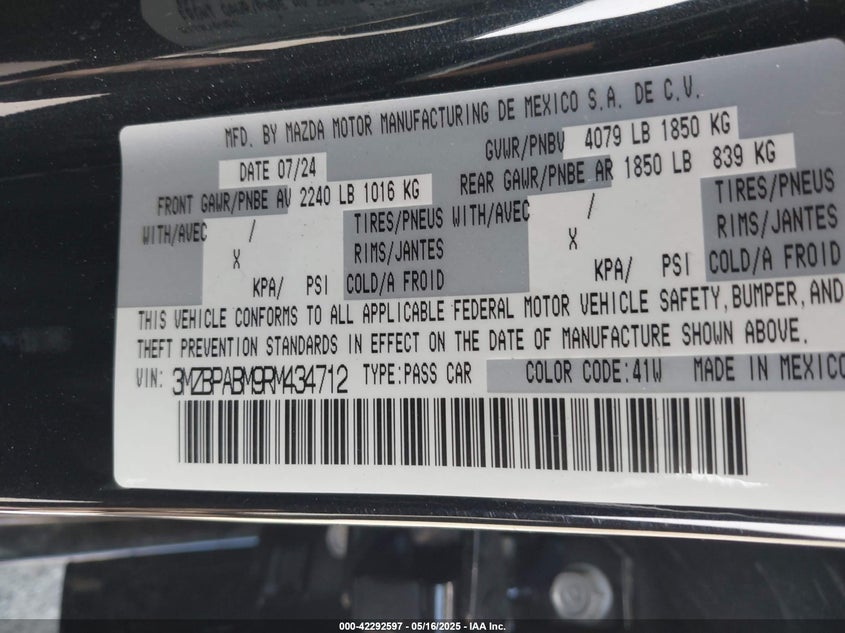 MFD. BY MAZDA MOTOR MANUFACTURING DE MEXICO S.A. DE C.V.
DATE 07/24 GVWR/PNBV 4079 LB 1850 KG
FRONT GAWR/PNBE AV 2240 LB 1016 KG REAR GAWR/PNBE AR 1850 LB 839 KG
WITH/AVEC / TIRES/PNEUS WITH/AVEC / TIRES/PNEUS
X RIMS/JANTES X RIMS/JANTES
KPA/ PSI COLD/A FROID KPA/ PSI COLD/A FROID
THIS VEHICLE CONFORMS TO ALL APPLICABLE FEDERAL MOTOR VEHICLE SAFETY, BUMPER, AND
THEFT PREVENTION STANDARDS IN EFFECT ON THE DATE OF MANUFACTURE SHOWN ABOVE.
VIN: 3MZBPABM9RM434712 TYPE:PASS CAR COLOR CODE:41W MADE IN MEXICO
000-42292597 - 05/16/2025 - IAA Inc.